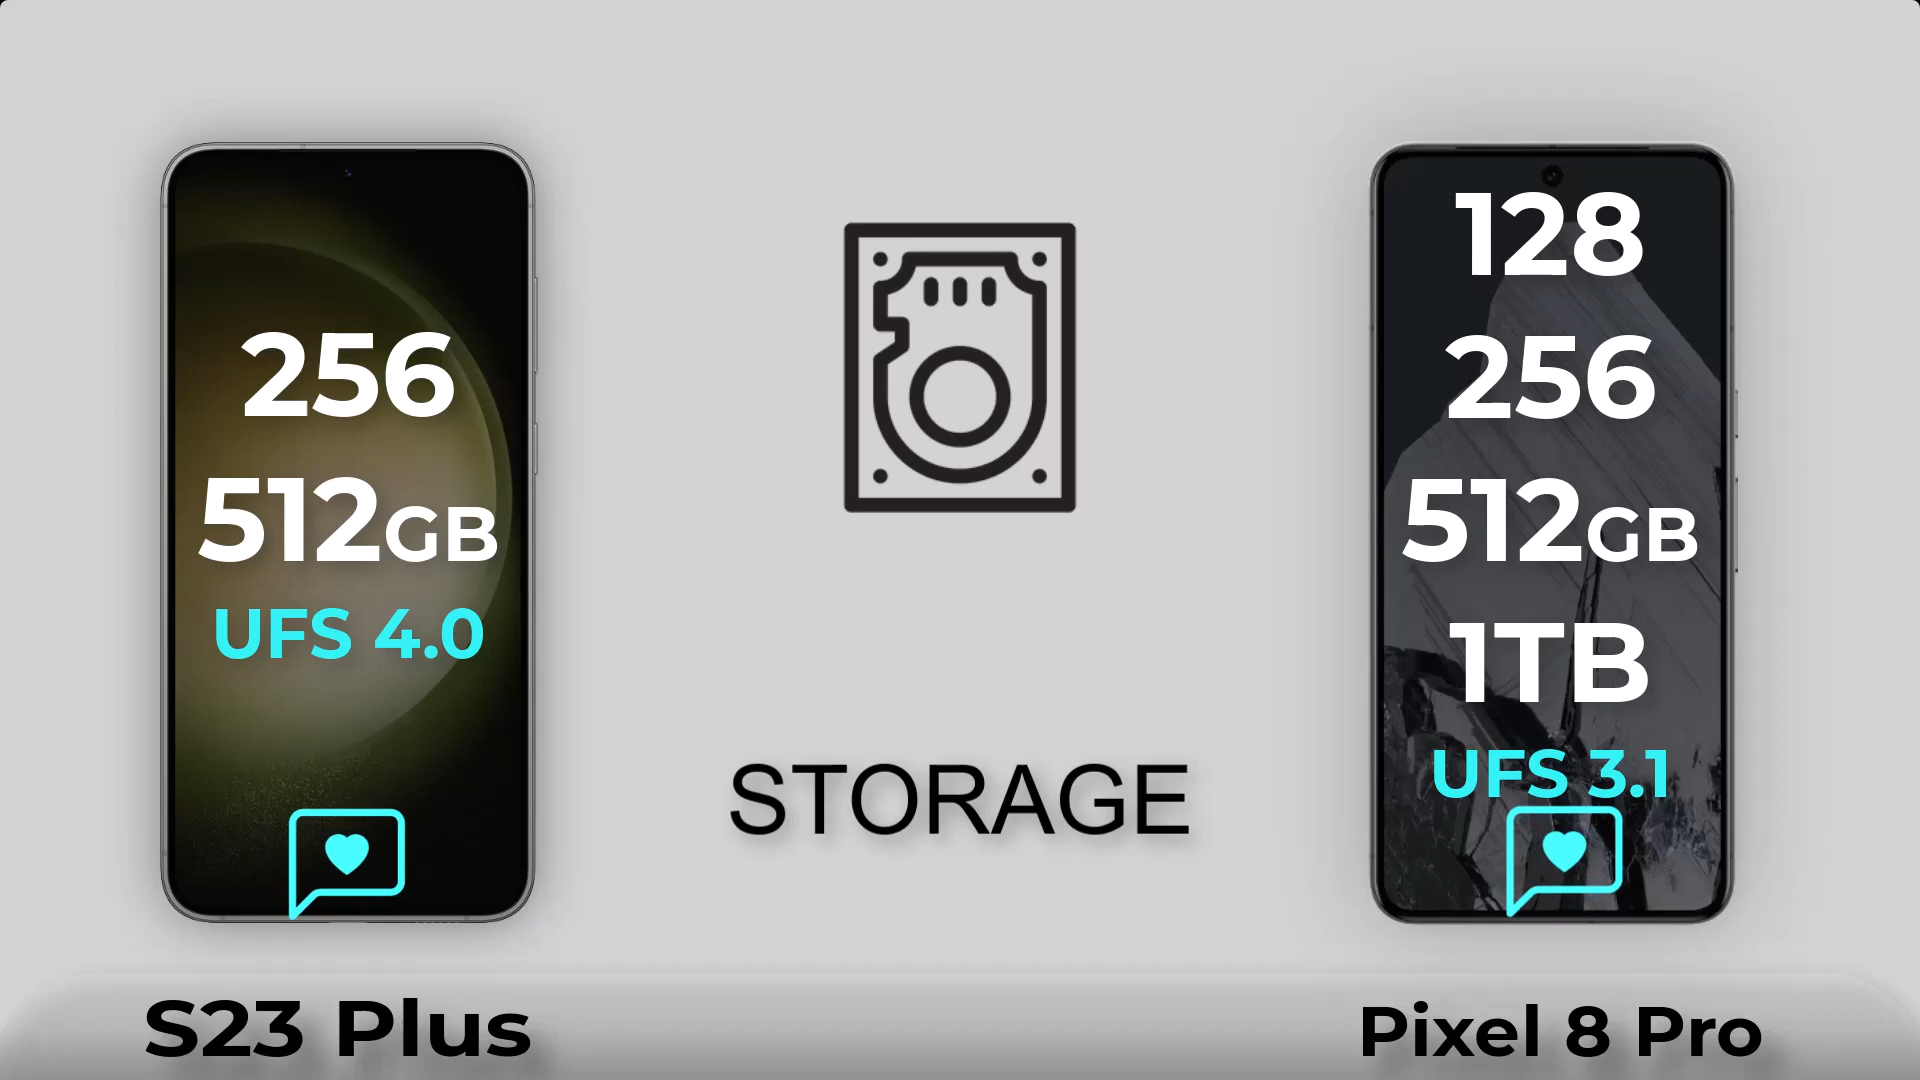 256
512GB
UFS 4.0
S23 Plus
STORAGE
128
256
512GB
1TB
UFS 3.1
Pixel 8 Pro